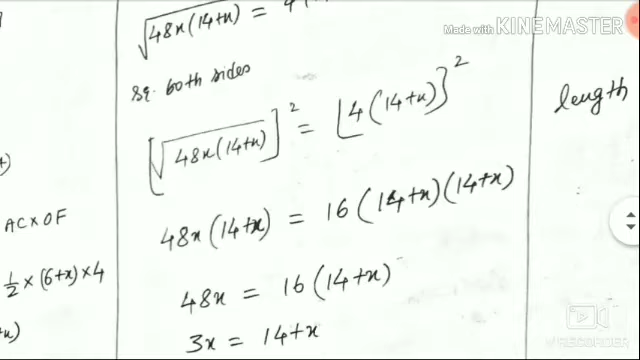 Made with KINEMASTER
√48x(14+x) = 4
sq. both sides
[√48x(14+x)]² = [4(14+x)]²
length
48x(14+x) = 16(14+x)(14+x)
AC×OF
½×(6+x)×4
48x = 16(14+x)
3x = 14+x
V RECORDER